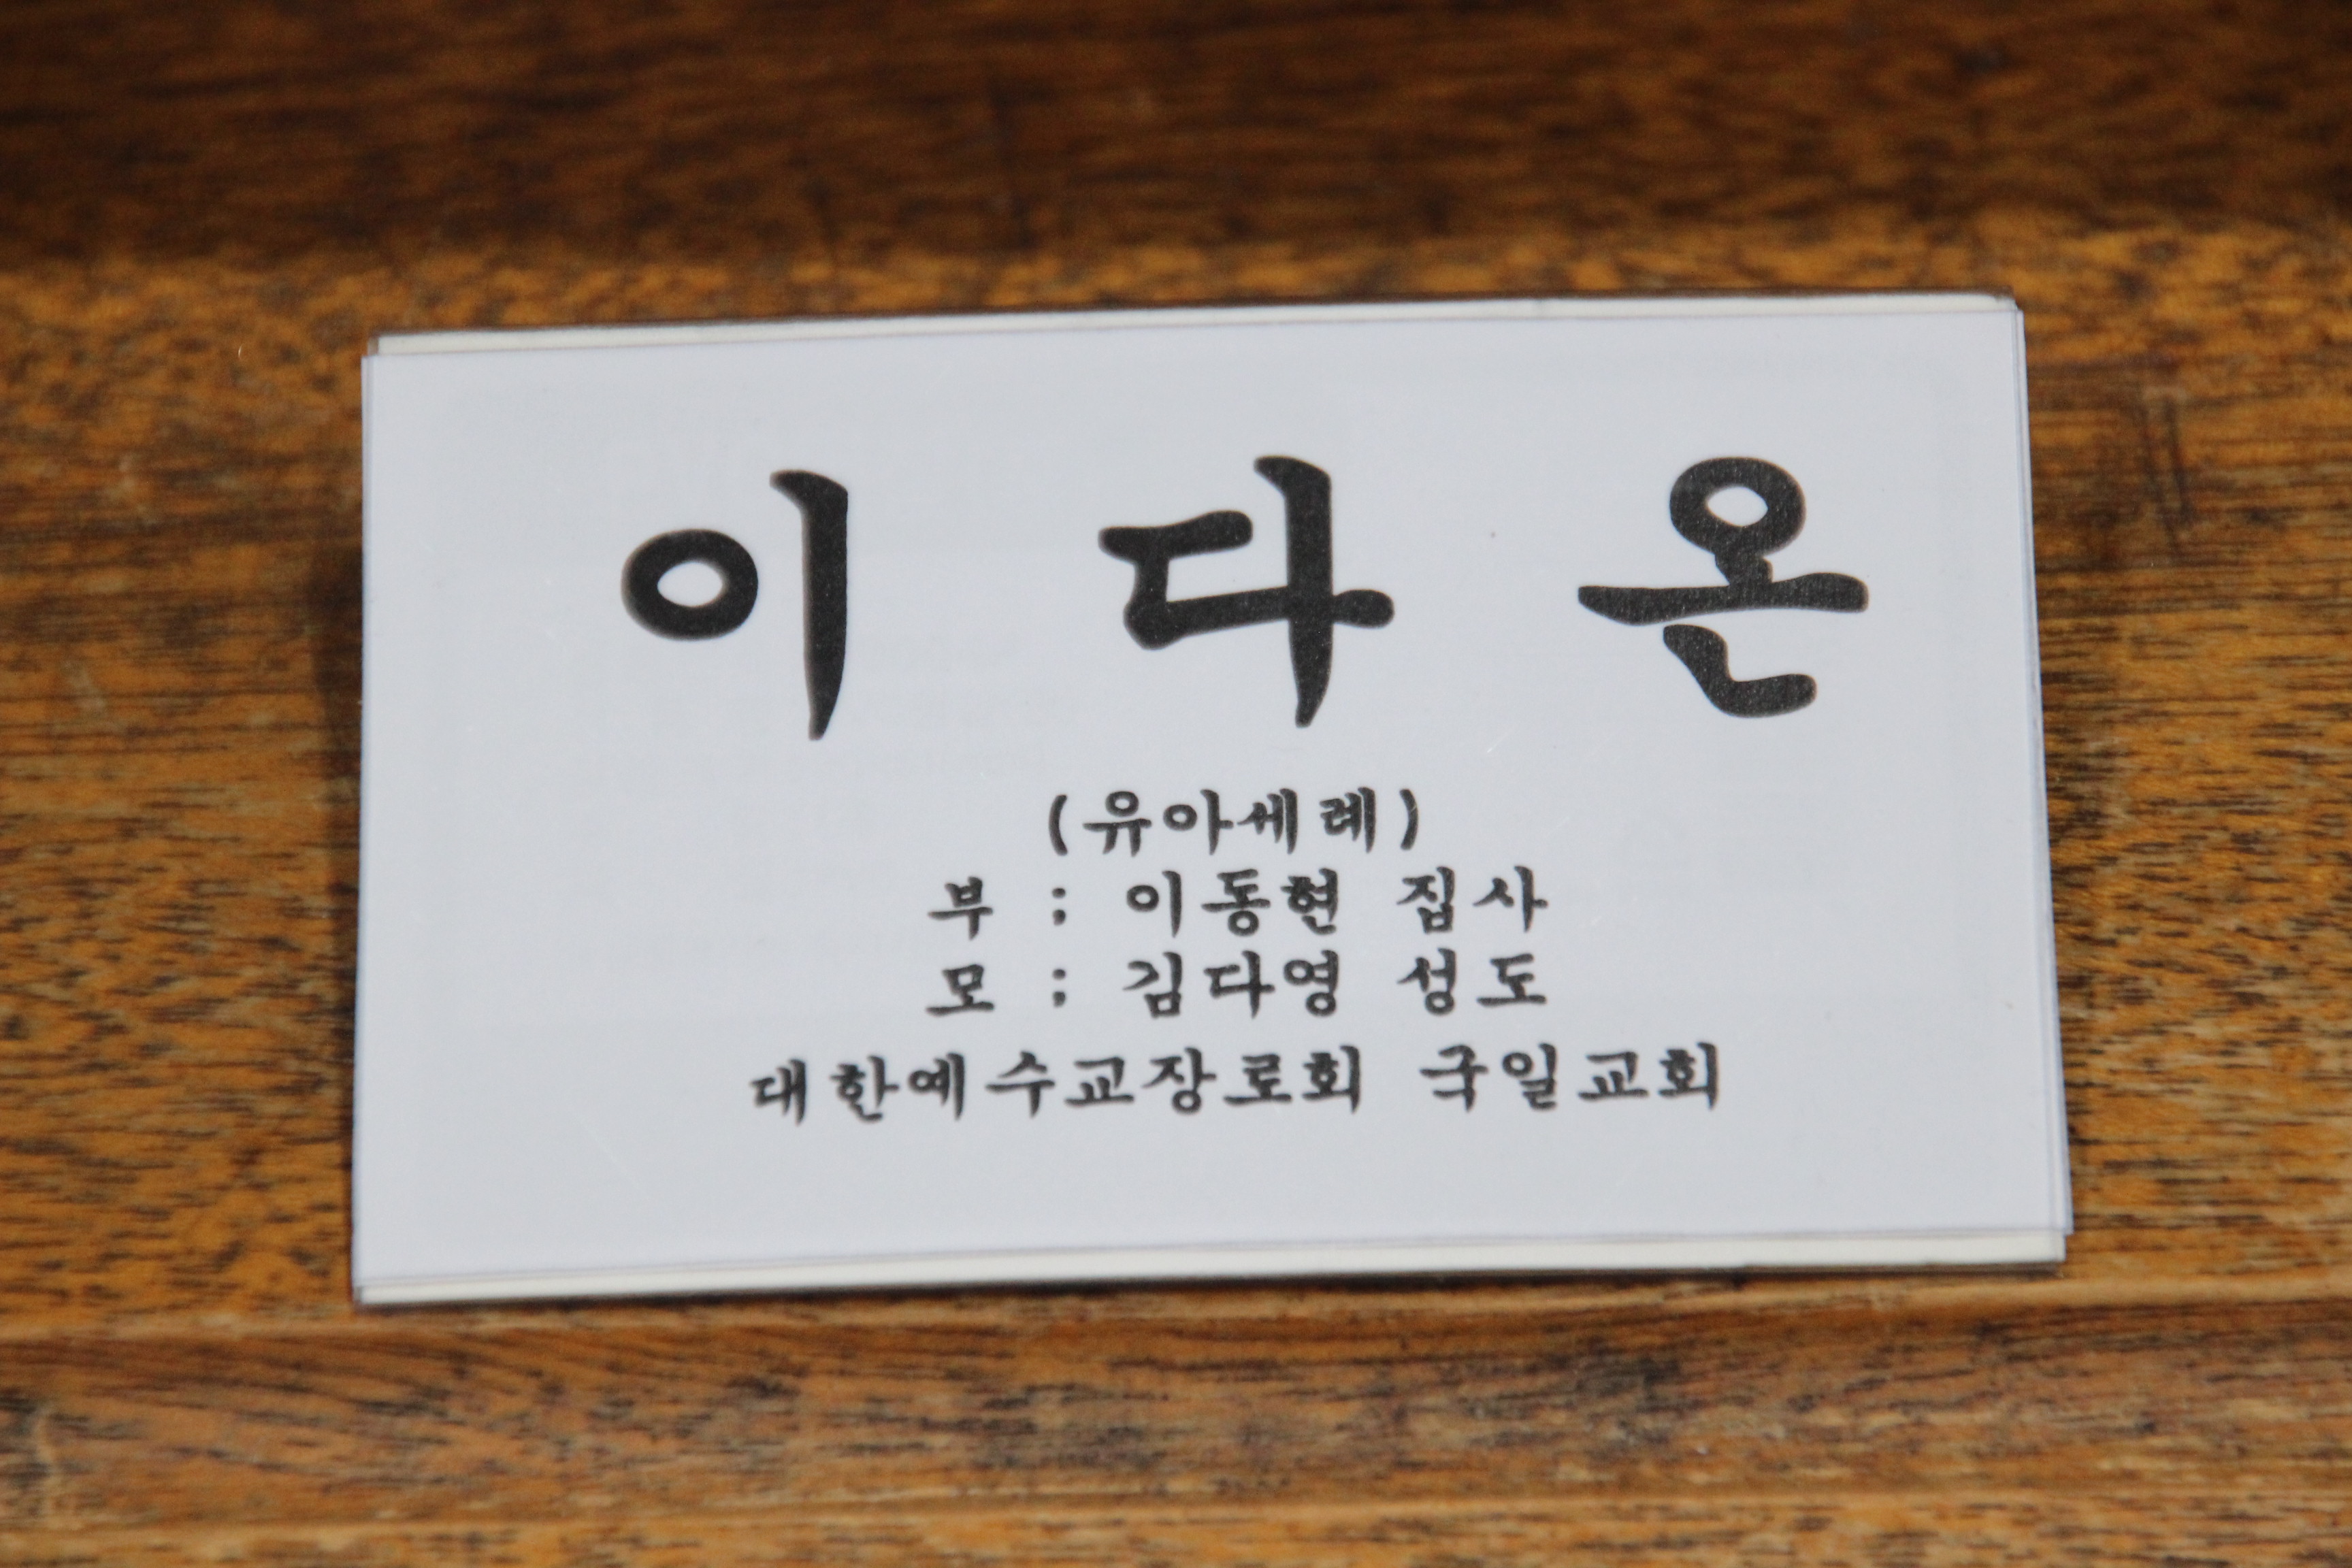 이 다 온
(유아세례)
부 ; 이동현 집사
모 ; 김다영 성도
대한예수교장로회 국일교회